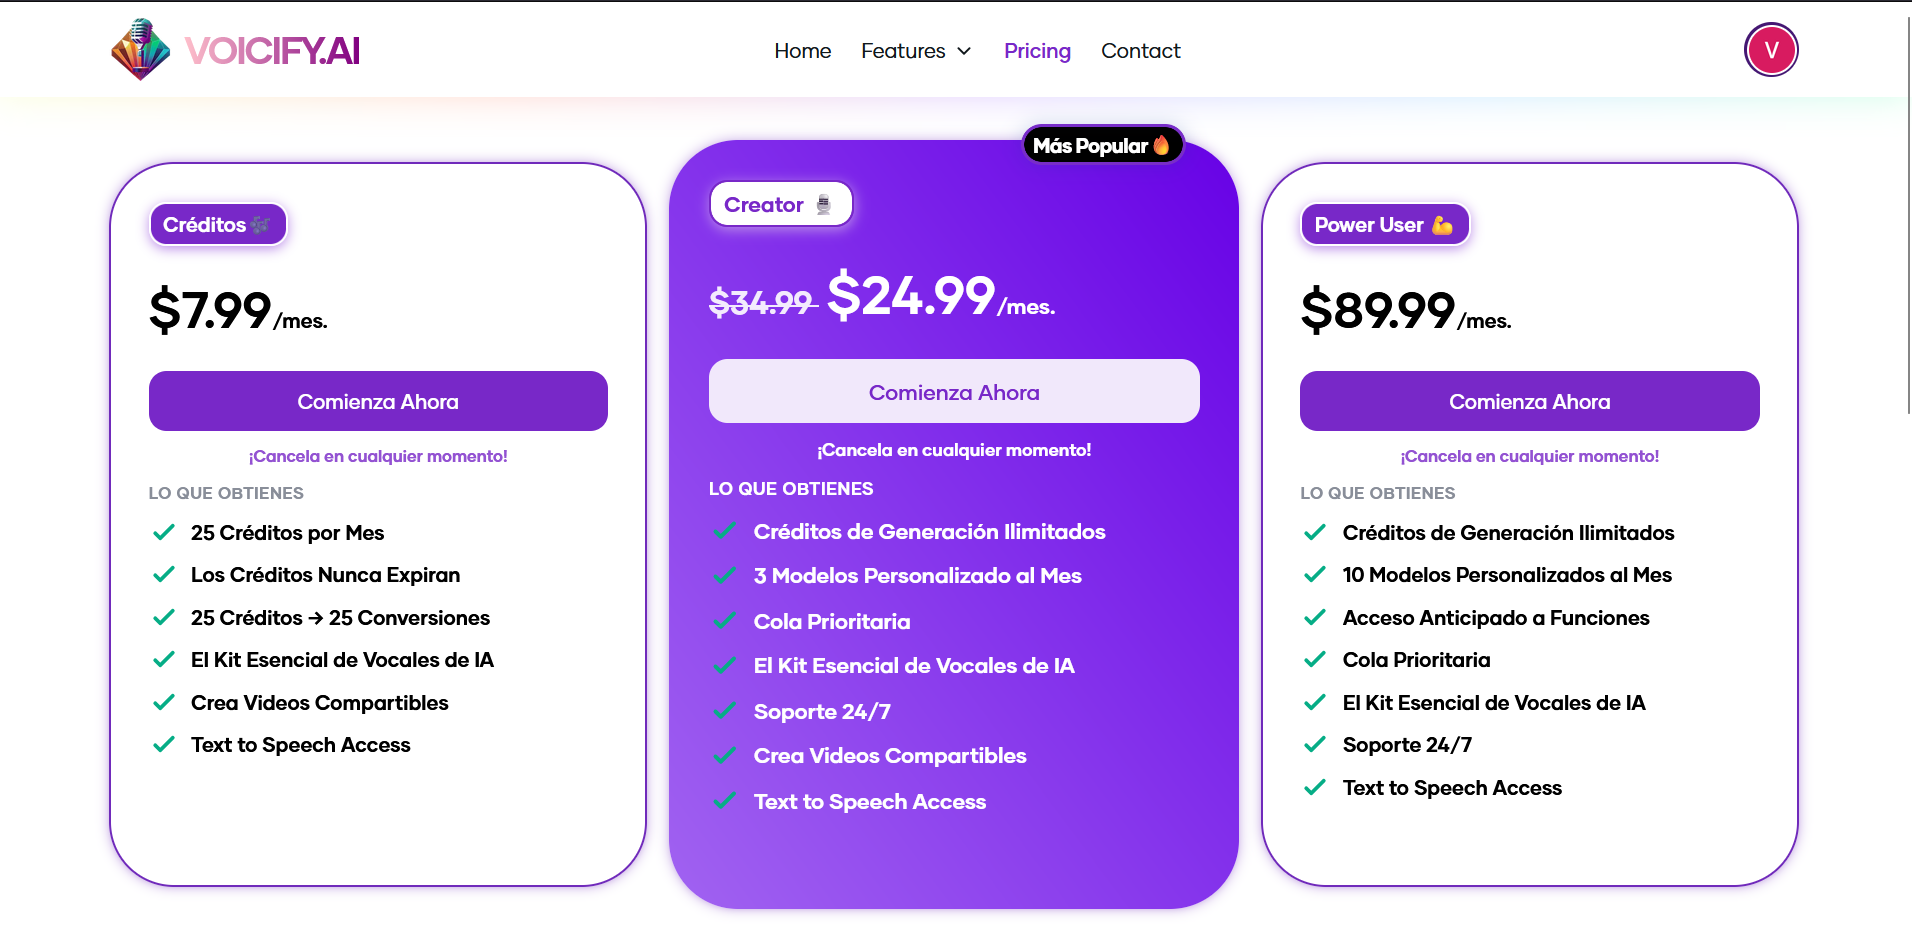 VOICIFY.AI
Home
Features
Pricing
Contact
V
Créditos
$7.99/mes.
Comienza Ahora
¡Cancela en cualquier momento!
LO QUE OBTIENES
25 Créditos por Mes
Los Créditos Nunca Expiran
25 Créditos → 25 Conversiones
El Kit Esencial de Vocales de IA
Crea Videos Compartibles
Text to Speech Access
Más Popular🔥
Creator 🎙️
$34.99 $24.99/mes.
Comienza Ahora
¡Cancela en cualquier momento!
LO QUE OBTIENES
Créditos de Generación Ilimitados
3 Modelos Personalizado al Mes
Cola Prioritaria
El Kit Esencial de Vocales de IA
Soporte 24/7
Crea Videos Compartibles
Text to Speech Access
Power User 💪
$89.99/mes.
Comienza Ahora
¡Cancela en cualquier momento!
LO QUE OBTIENES
Créditos de Generación Ilimitados
10 Modelos Personalizados al Mes
Acceso Anticipado a Funciones
Cola Prioritaria
El Kit Esencial de Vocales de IA
Soporte 24/7
Text to Speech Access